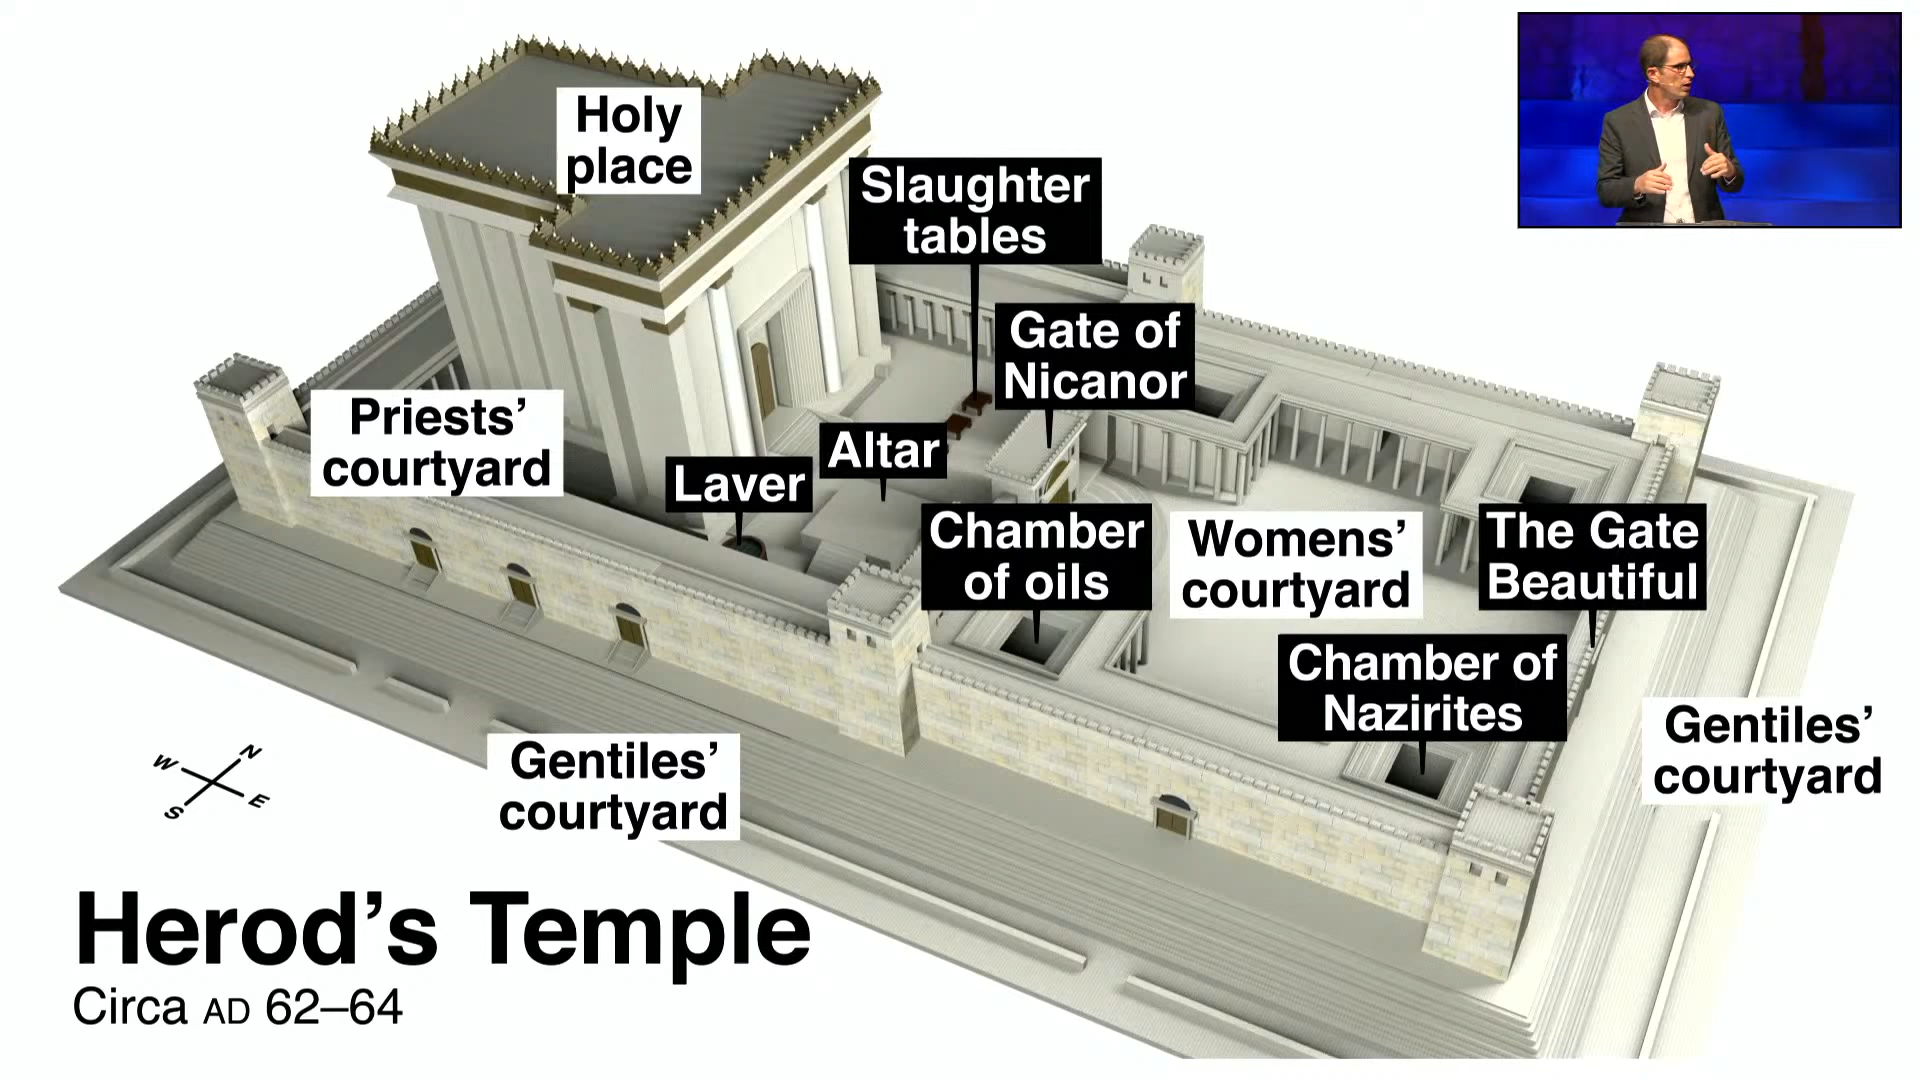 Holy
place
Slaughter
tables
Gate of
Nicanor
Priests’
courtyard
Altar
Laver
Chamber
of oils
Womens’
courtyard
The Gate
Beautiful
Chamber of
Nazirites
Gentiles’
courtyard
Gentiles’
courtyard
N
W
E
S
Herod’s Temple
Circa AD 62–64